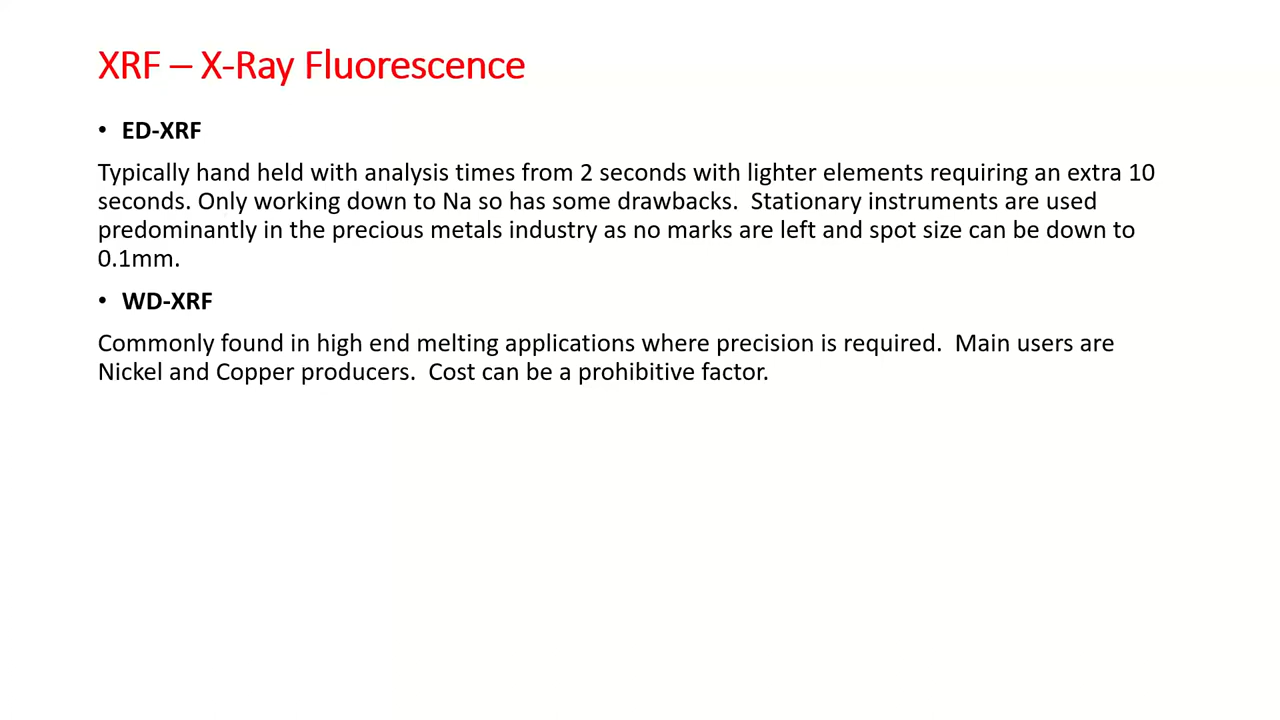 XRF – X-Ray Fluorescence
• ED-XRF
Typically hand held with analysis times from 2 seconds with lighter elements requiring an extra 10
seconds. Only working down to Na so has some drawbacks.  Stationary instruments are used
predominantly in the precious metals industry as no marks are left and spot size can be down to
0.1mm.
• WD-XRF
Commonly found in high end melting applications where precision is required.  Main users are
Nickel and Copper producers.  Cost can be a prohibitive factor.